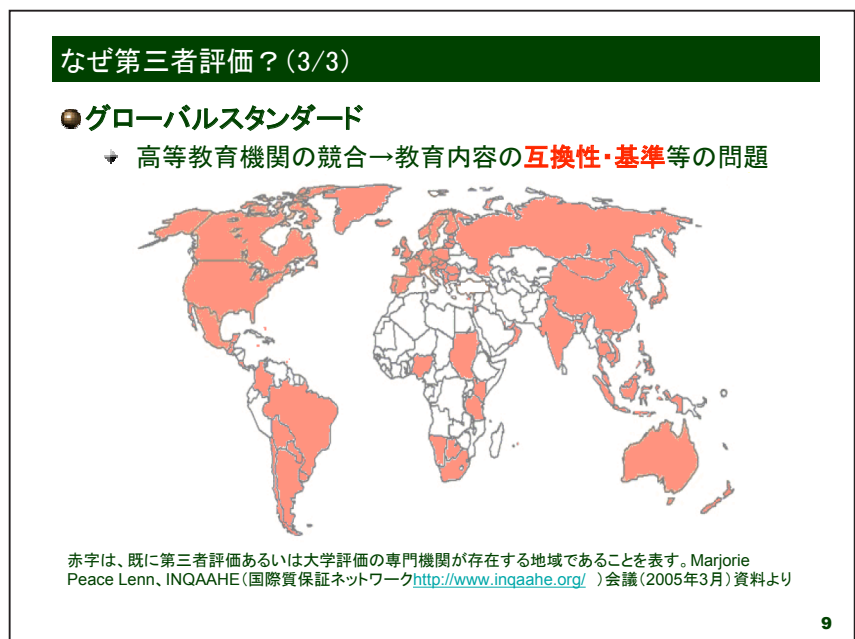 なぜ第三者評価？(3/3)
グローバルスタンダード
高等教育機関の競合→教育内容の互換性・基準等の問題
赤字は、既に第三者評価あるいは大学評価の専門機関が存在する地域であることを表す。Marjorie
Peace Lenn、INQAAHE（国際質保証ネットワークhttp://www.inqaahe.org/ ）会議（2005年3月）資料より
9